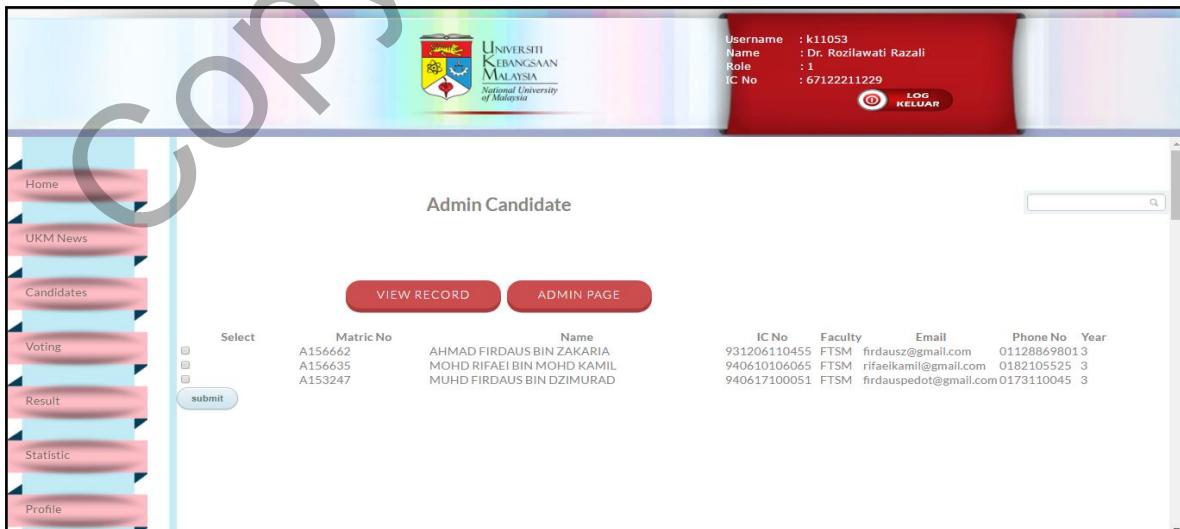 Copy
UNIVERSITI
KEBANGSAAN
MALAYSIA
National University
of Malaysia
Username : k11053
Name : Dr. Rozilawati Razali
Role : 1
IC No : 67122211229
LOG
KELUAR
Home
UKM News
Candidates
Voting
Result
Statistic
Profile
Admin Candidate
VIEW RECORD ADMIN PAGE
Select Matric No Name IC No Faculty Email Phone No Year
A156662 AHMAD FIRDAUS BIN ZAKARIA 931206110455 FTSM firdausz@gmail.com 011288698013 3
A156635 MOHD RIFAEI BIN MOHD KAMIL 940610106065 FTSM rifaeikamil@gmail.com 0182105525 3
A153247 MUHD FIRDAUS BIN DZIMURAD 940617100051 FTSM firdauspedot@gmail.com 0173110045 3
submit